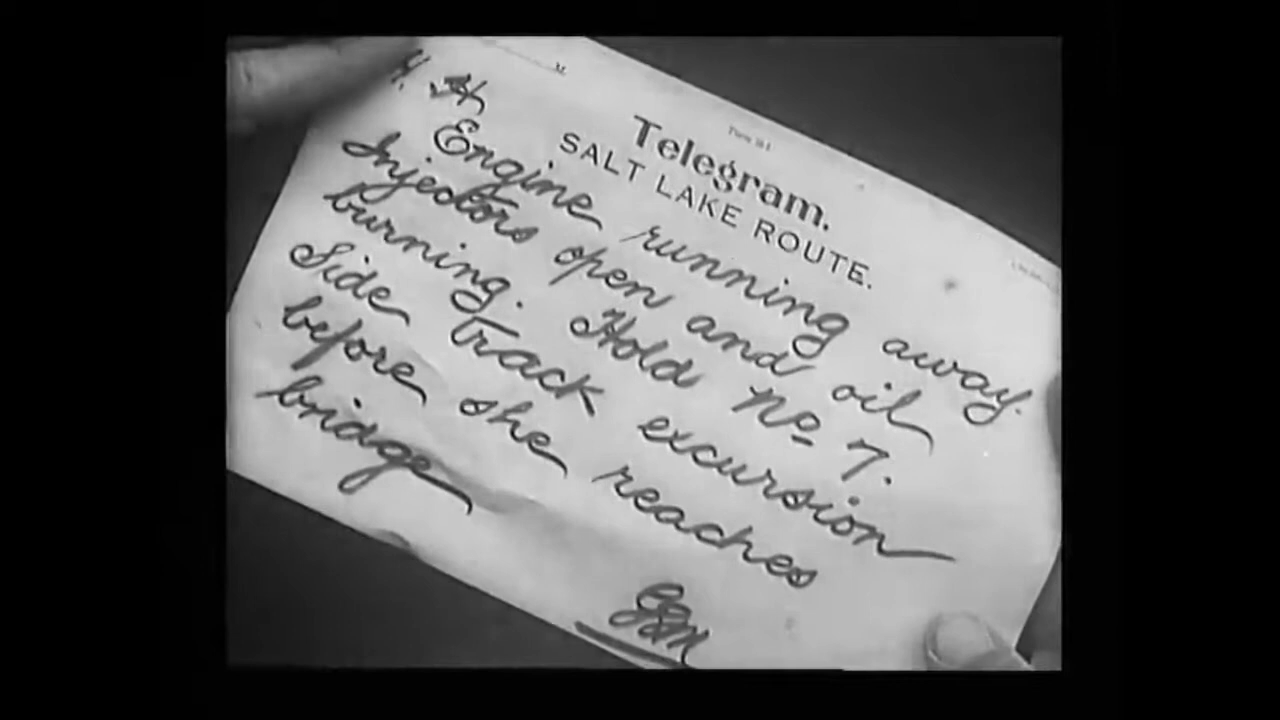 Telegram.
SALT LAKE ROUTE.
Engine running away.
Injectors open and oil
burning. Hold No 7.
Side track excursion
before she reaches
bridge